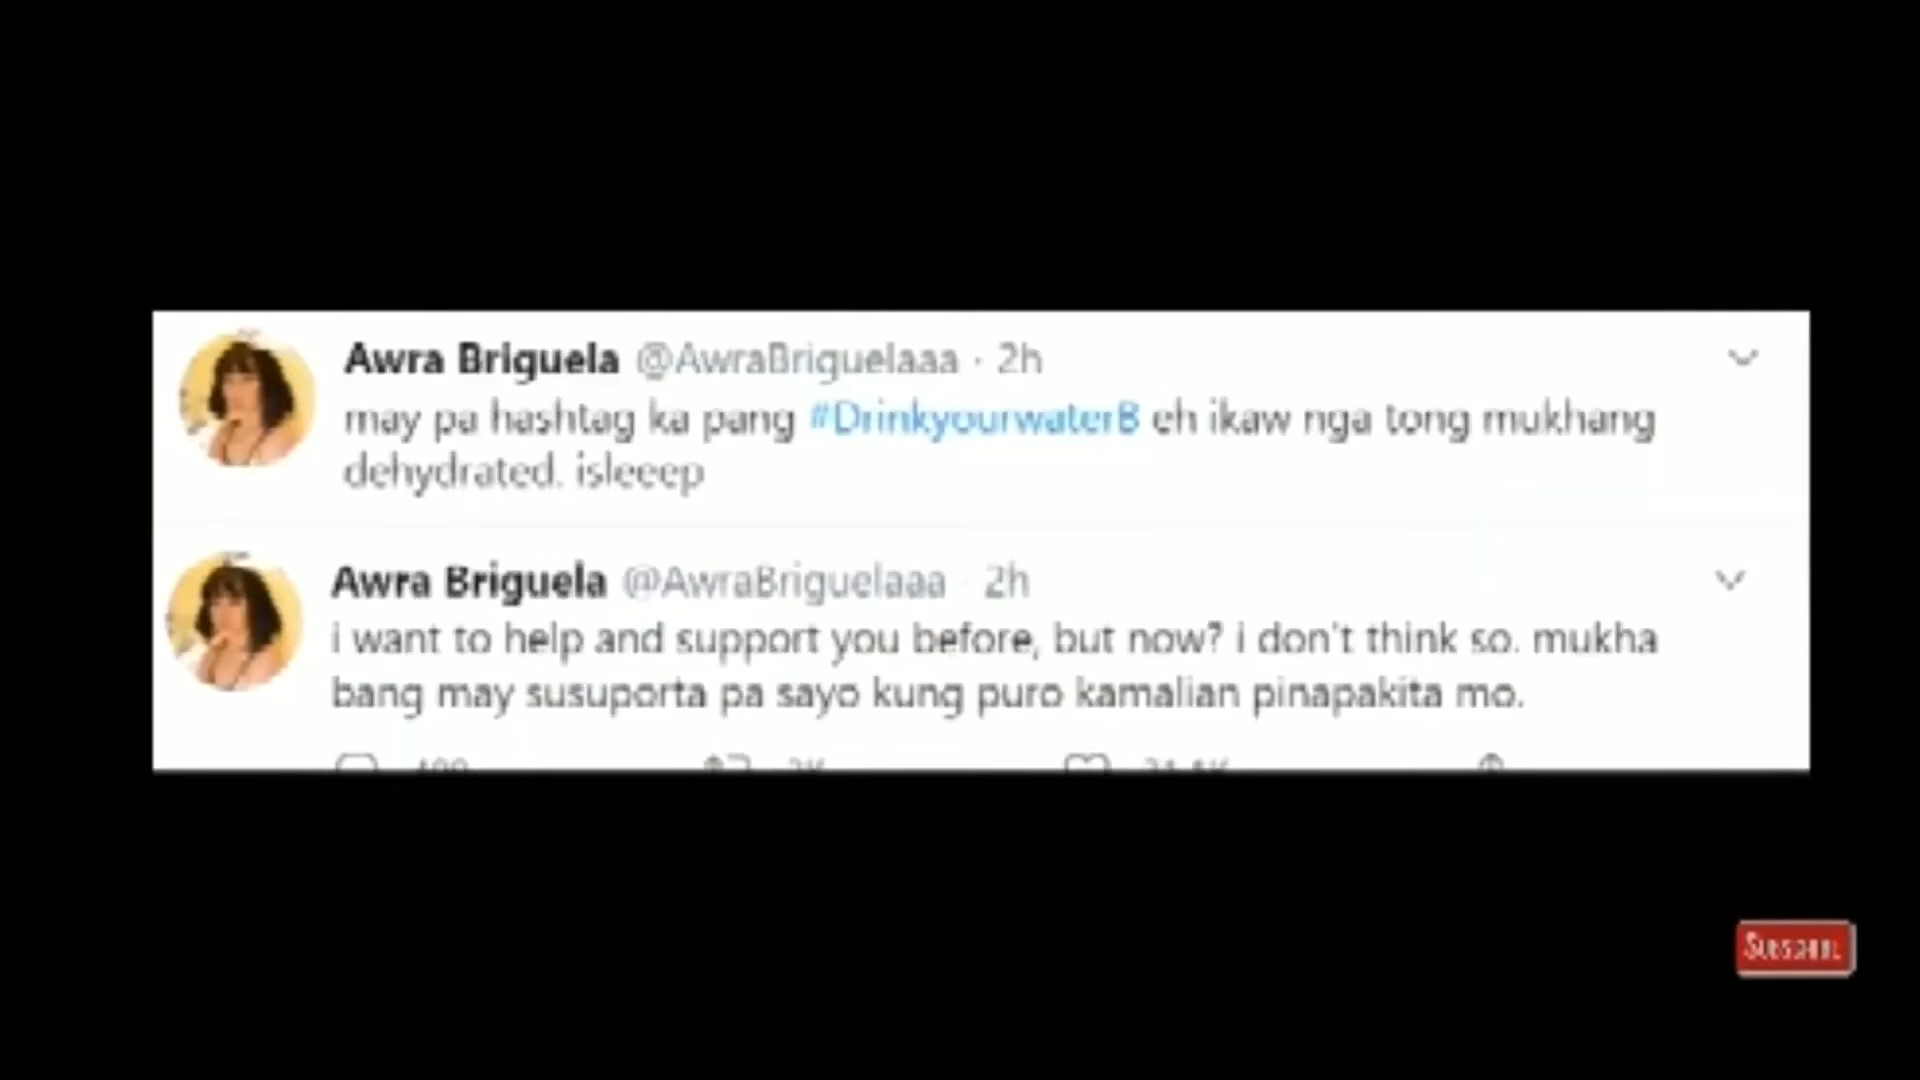 Awra Briguela @AwraBriguelaaa · 2h
may pa hashtag ka pang #DrinkyourwaterB eh ikaw nga tong mukhang
dehydrated. isleeep
Awra Briguela @AwraBriguelaaa · 2h
i want to help and support you before, but now? i don't think so. mukha
bang may susuporta pa sayo kung puro kamalian pinapakita mo.
SUBSCRIBE